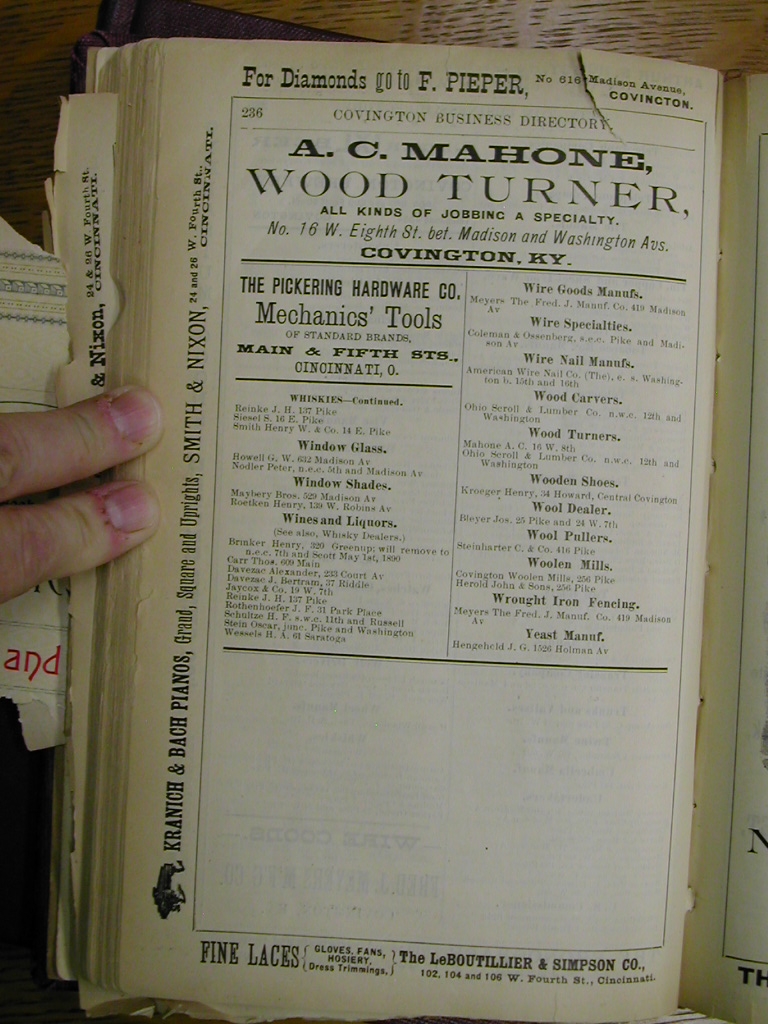 For Diamonds go to F. PIEPER, No 616 Madison Avenue, COVINGTON.
236 COVINGTON BUSINESS DIRECTORY.
A. C. MAHONE,
WOOD TURNER,
ALL KINDS OF JOBBING A SPECIALTY.
No. 16 W. Eighth St. bet. Madison and Washington Avs.
COVINGTON, KY.
THE PICKERING HARDWARE CO.
Mechanics' Tools
OF STANDARD BRANDS,
MAIN & FIFTH STS.,
CINCINNATI, O.
WHISKIES—Continued.
Reinke J. H. 137 Pike
Siesel S. 16 E. Pike
Smith Henry W. & Co. 14 E. Pike
Window Glass.
Howell G. W. 632 Madison Av
Nodler Peter, n.e.c. 5th and Madison Av
Window Shades.
Maybery Bros. 529 Madison Av
Roetken Henry, 139 W. Robins Av
Wines and Liquors.
(See also, Whisky Dealers.)
Brinker Henry, 320 Greenup; will remove to
n.e.c. 7th and Scott May 1st, 1890
Carr Thos. 609 Main
Davezac Alexander, 233 Court Av
Davezac J. Bertram, 37 Riddle
Jaycox & Co. 19 W. 7th
Reinke J. H. 137 Pike
Rothenhoefer J. F. 31 Park Place
Schultze H. F. s.w.c. 11th and Russell
Stein Oscar, junc. Pike and Washington
Wessels H. A. 61 Saratoga
Wire Goods Manufs.
Meyers The Fred. J. Manuf. Co. 419 Madison
Av
Wire Specialties.
Coleman & Ossenberg, s.e.c. Pike and Madi-
son Av
Wire Nail Manufs.
American Wire Nail Co. (The), e. s. Washing-
ton b. 15th and 16th
Wood Carvers.
Ohio Scroll & Lumber Co. n.w.c. 12th and
Washington
Wood Turners.
Mahone A. C. 16 W. 8th
Ohio Scroll & Lumber Co. n.w.c. 12th and
Washington
Wooden Shoes.
Kroeger Henry, 34 Howard, Central Covington
Wool Dealer.
Bleyer Jos. 25 Pike and 24 W. 7th
Wool Pullers.
Steinharter C. & Co. 416 Pike
Woolen Mills.
Covington Woolen Mills, 256 Pike
Herold John & Sons, 256 Pike
Wrought Iron Fencing.
Meyers The Fred. J. Manuf. Co. 419 Madison
Av
Yeast Manuf.
Hengehold J. G. 1526 Holman Av
KRANICH & BACH PIANOS, Grand, Square and Uprights, SMITH & NIXON, 24 and 26 W. Fourth St., CINCINNATI.
& Nixon, 24 & 26 W. Fourth St. CINCINNATI.
and
FINE LACES { GLOVES, FANS, HOSIERY, Dress Trimmings, } The LeBOUTILLIER & SIMPSON CO.,
102, 104 and 106 W. Fourth St., Cincinnati.
N
TH